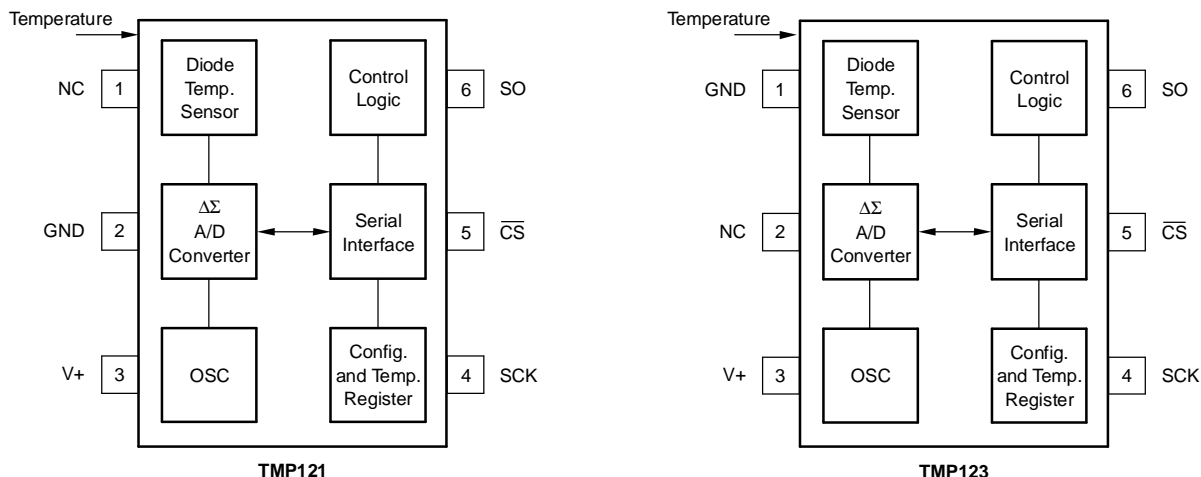 Temperature
NC
1
GND
2
V+
3
Diode
Temp.
Sensor
ΔΣ
A/D
Converter
OSC
Control
Logic
Serial
Interface
Config.
and Temp.
Register
6
SO
5
C̅S̅
4
SCK
TMP121
Temperature
GND
1
NC
2
V+
3
Diode
Temp.
Sensor
ΔΣ
A/D
Converter
OSC
Control
Logic
Serial
Interface
Config.
and Temp.
Register
6
SO
5
C̅S̅
4
SCK
TMP123